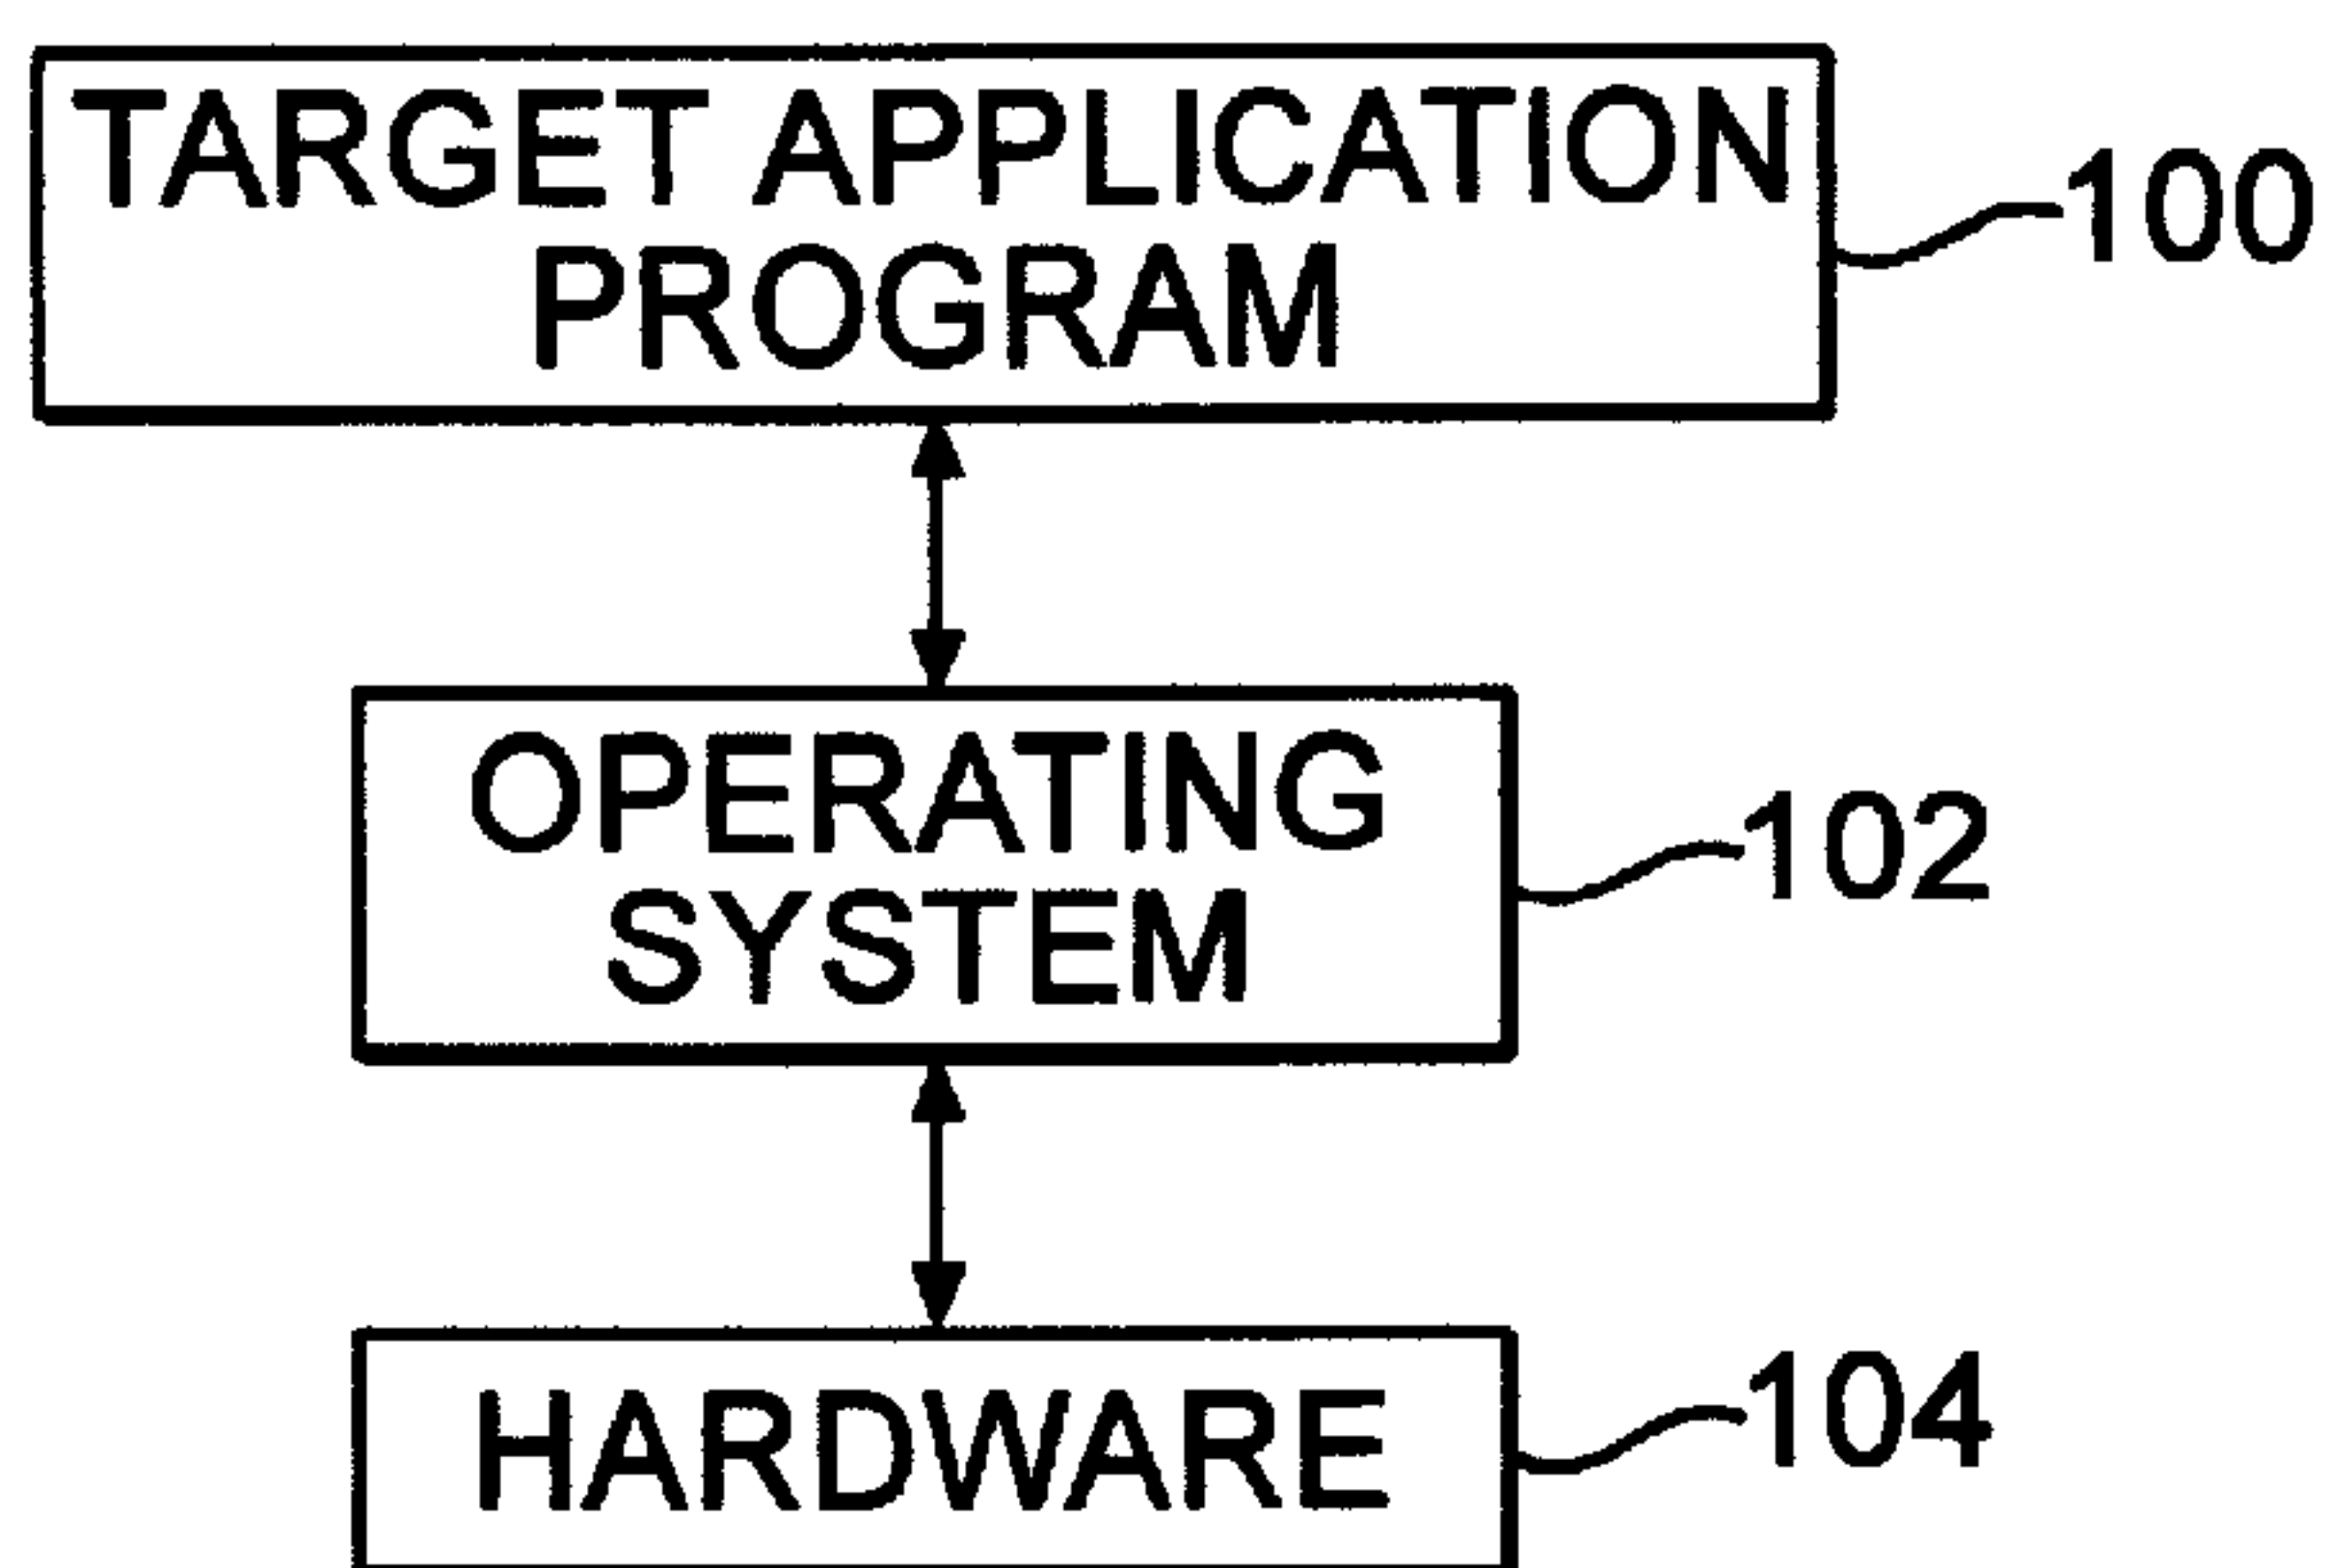 TARGET APPLICATION
PROGRAM
100
OPERATING
SYSTEM
102
HARDWARE
104